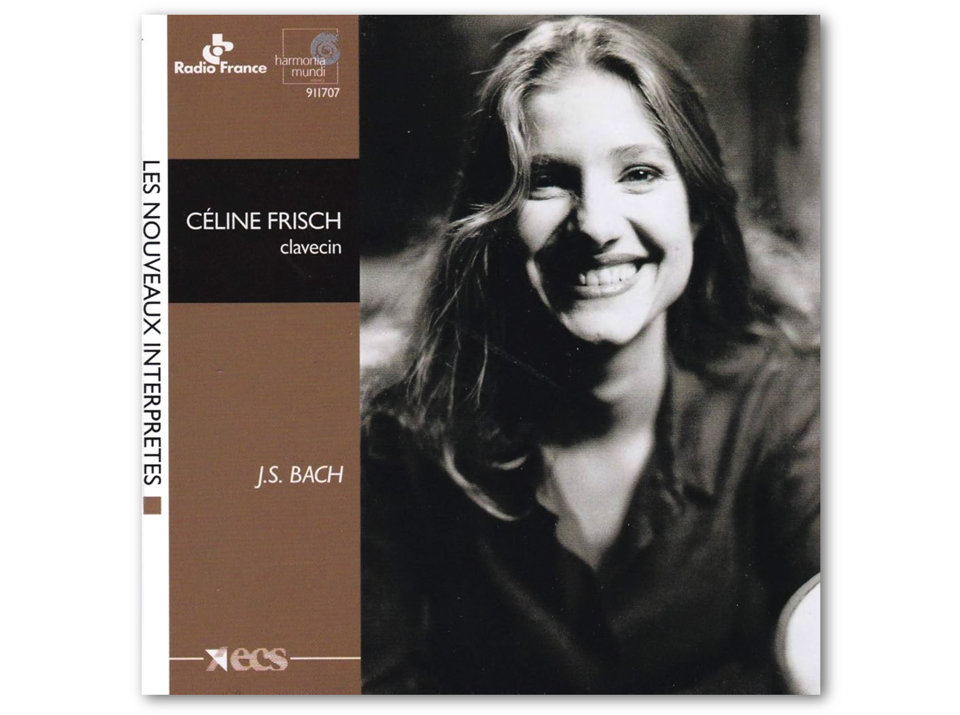 Radio France
harmonia
mundi
911707
CÉLINE FRISCH
clavecin
LES NOUVEAUX INTERPRETES
J.S. BACH
ecs